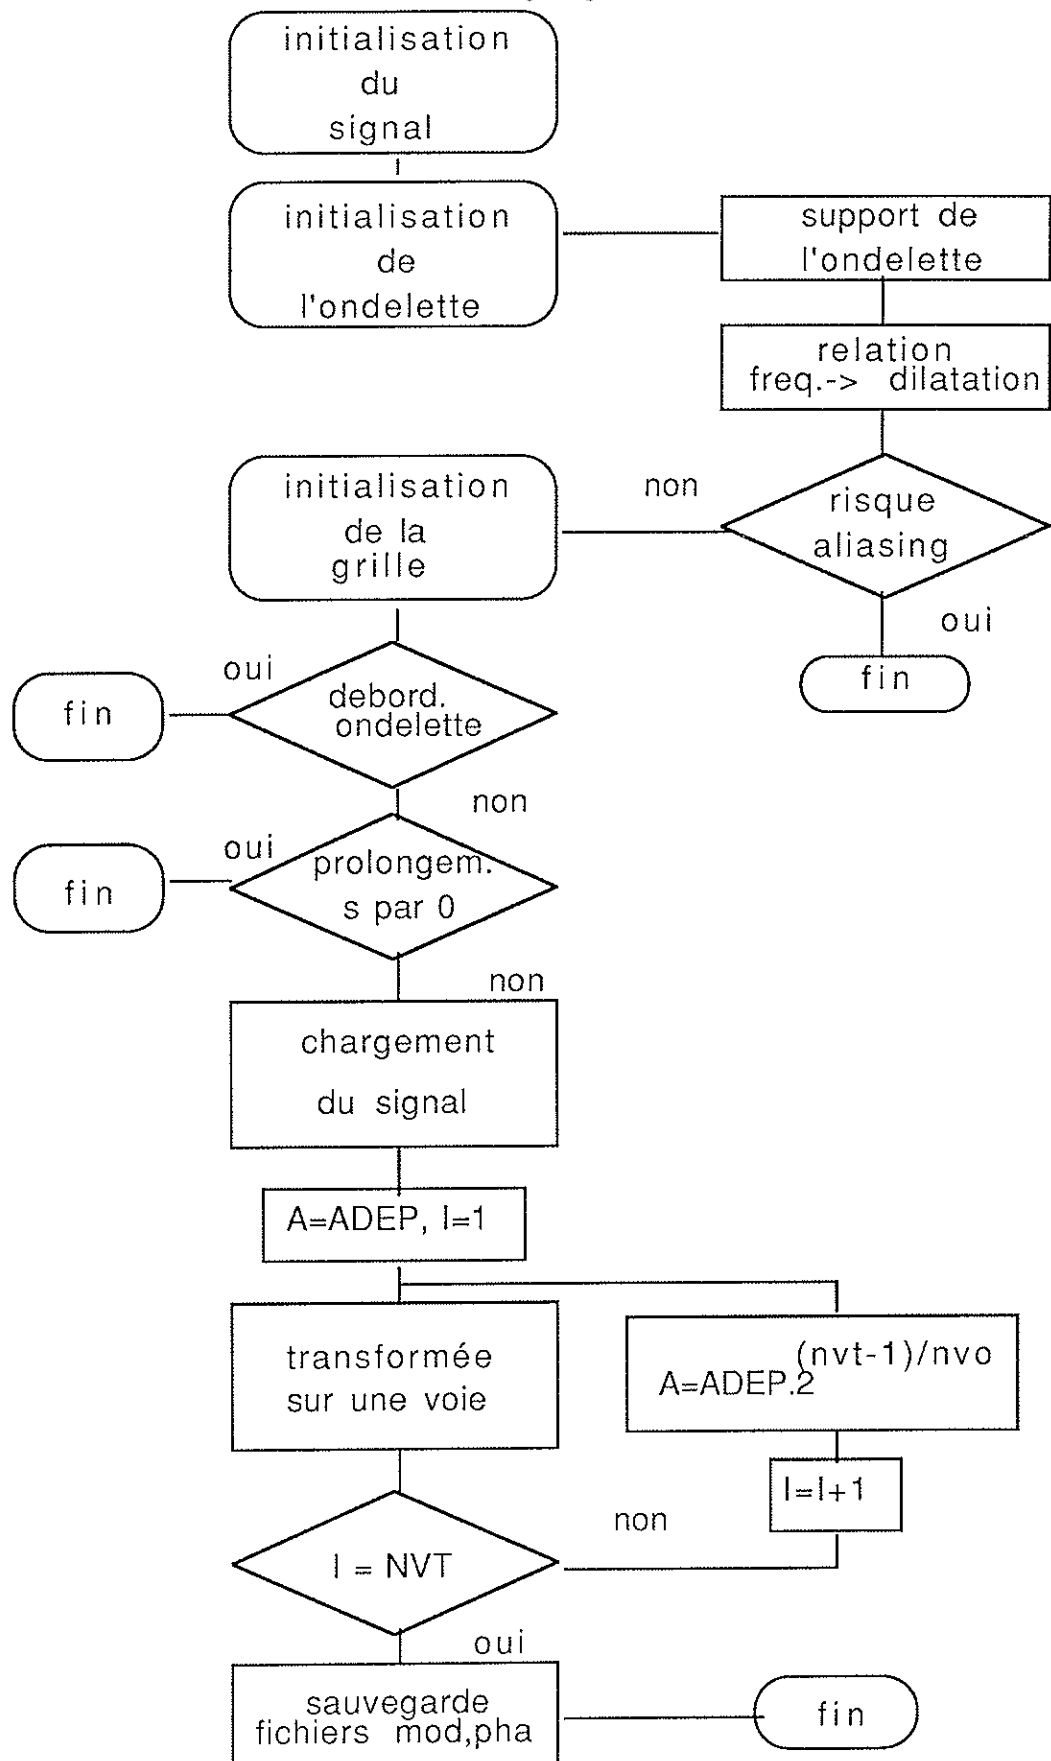 initialisation
du
signal
initialisation
de
l'ondelette
support de
l'ondelette
relation
freq.-> dilatation
risque
aliasing
non
oui
fin
initialisation
de la
grille
oui
fin
debord.
ondelette
non
oui
fin
prolongem.
s par 0
non
chargement
du signal
A=ADEP, I=1
transformée
sur une voie
(nvt-1)/nvo
A=ADEP.2
I=I+1
non
I = NVT
oui
sauvegarde
fichiers mod,pha
fin